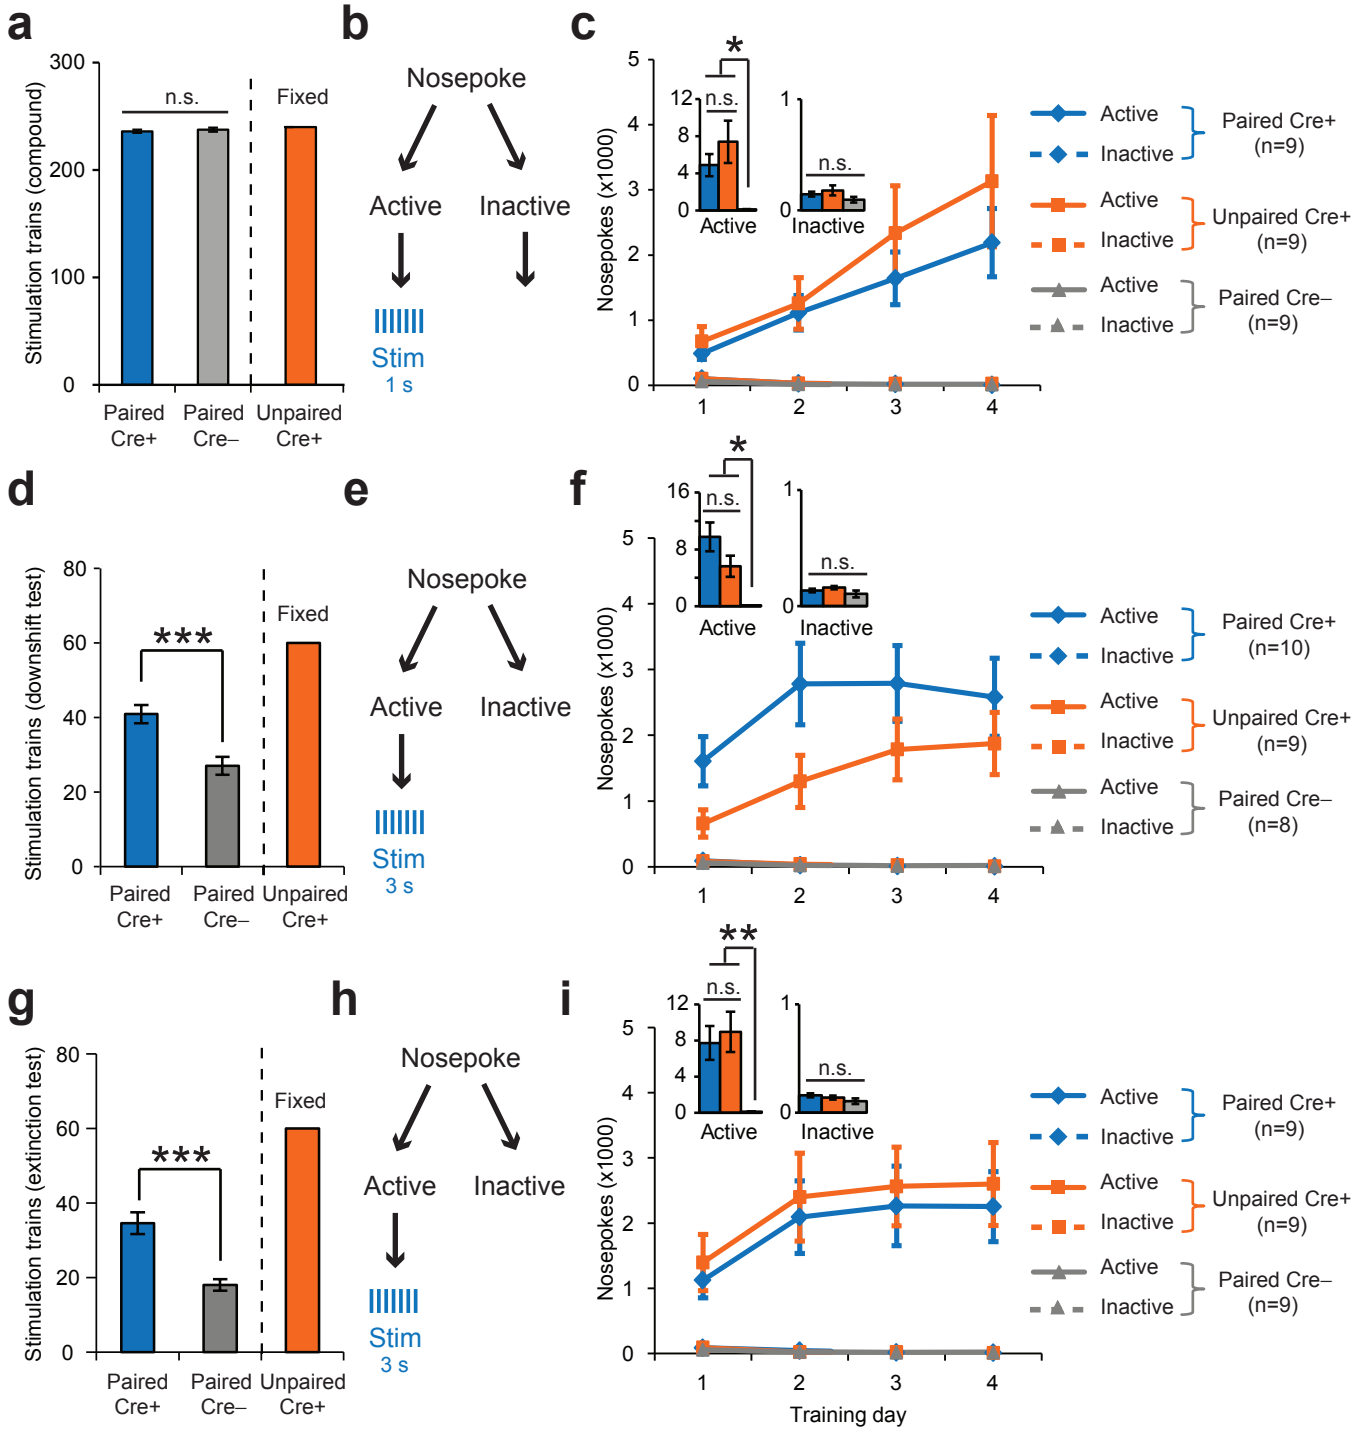 a
Stimulation trains (compound)
300
200
100
0
n.s.
Fixed
Paired Cre+
Paired Cre–
Unpaired Cre+
b
Nosepoke
Active
Inactive
Stim
1 s
c
Nosepokes (x1000)
5
4
3
2
1
0
1
2
3
4
*
12
8
4
0
n.s.
Active
1
0
n.s.
Inactive
Active
Inactive
Paired Cre+
(n=9)
Active
Inactive
Unpaired Cre+
(n=9)
Active
Inactive
Paired Cre–
(n=9)
d
Stimulation trains (downshift test)
80
60
40
20
0
***
Fixed
Paired Cre+
Paired Cre–
Unpaired Cre+
e
Nosepoke
Active
Inactive
Stim
3 s
f
Nosepokes (x1000)
5
4
3
2
1
0
1
2
3
4
*
16
8
0
n.s.
Active
1
0
n.s.
Inactive
Active
Inactive
Paired Cre+
(n=10)
Active
Inactive
Unpaired Cre+
(n=9)
Active
Inactive
Paired Cre–
(n=8)
g
Stimulation trains (extinction test)
80
60
40
20
0
***
Fixed
Paired Cre+
Paired Cre–
Unpaired Cre+
h
Nosepoke
Active
Inactive
Stim
3 s
i
Nosepokes (x1000)
5
4
3
2
1
0
1
2
3
4
Training day
**
12
8
4
0
n.s.
Active
1
0
n.s.
Inactive
Active
Inactive
Paired Cre+
(n=9)
Active
Inactive
Unpaired Cre+
(n=9)
Active
Inactive
Paired Cre–
(n=9)